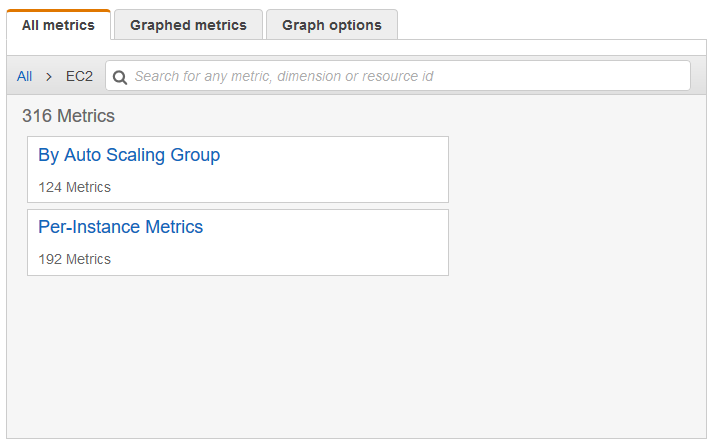 All metrics Graphed metrics Graph options
All > EC2 Search for any metric, dimension or resource id
316 Metrics
By Auto Scaling Group
124 Metrics
Per-Instance Metrics
192 Metrics